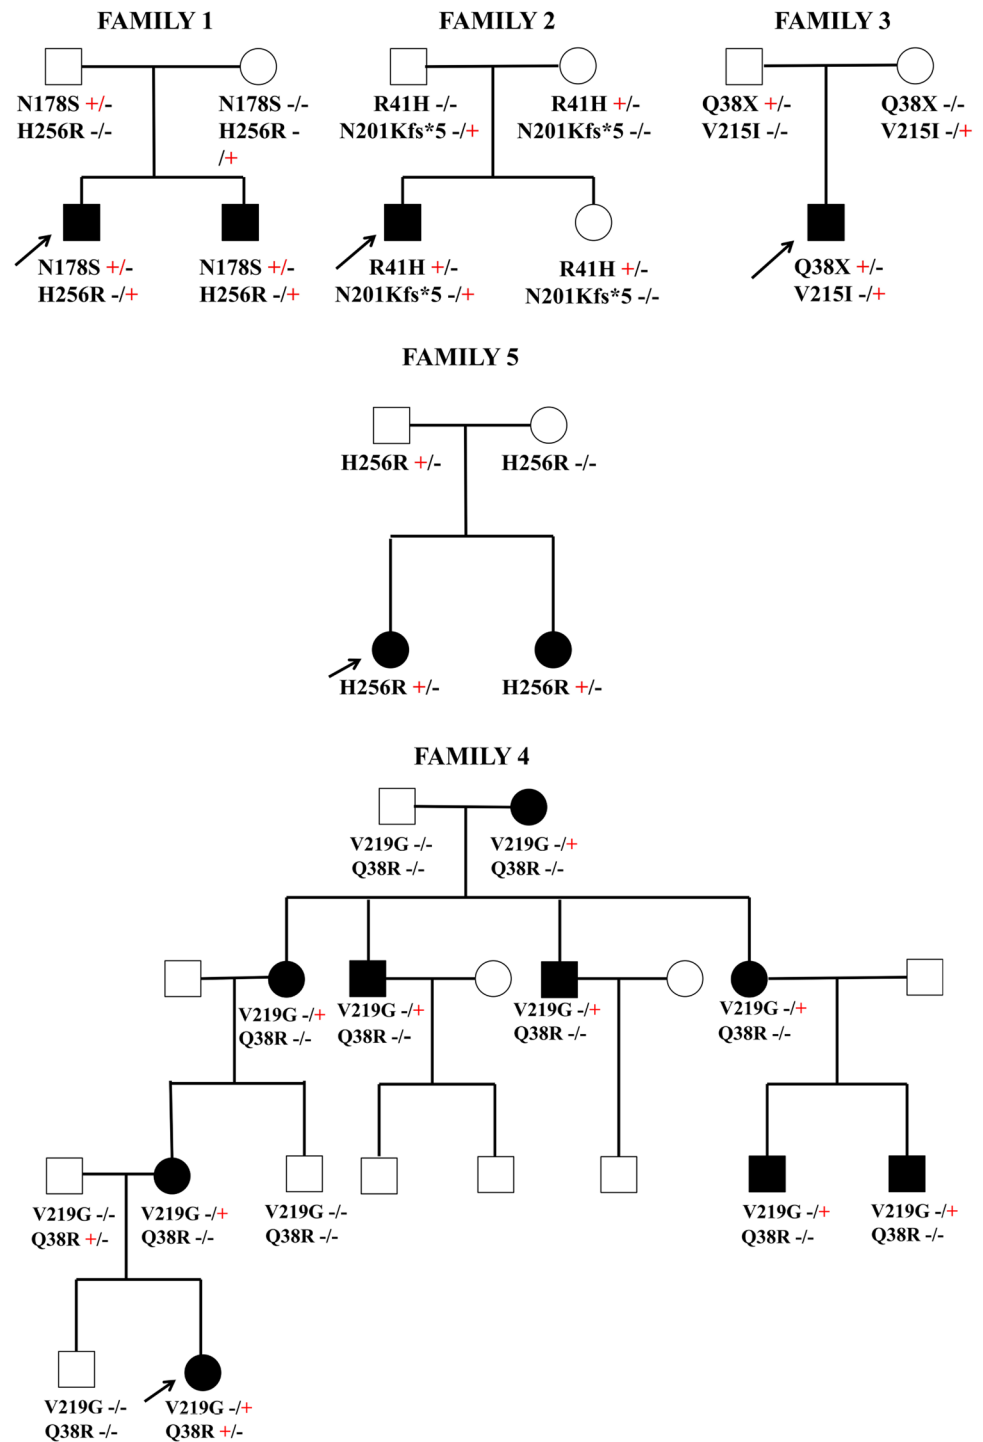 FAMILY 1
FAMILY 2
FAMILY 3
N178S +/-
H256R -/-
N178S -/-
H256R -
/+
R41H -/-
N201Kfs*5 -/+
R41H +/-
N201Kfs*5 -/-
Q38X +/-
V215I -/-
Q38X -/-
V215I -/+
N178S +/-
H256R -/+
N178S +/-
H256R -/+
R41H +/-
N201Kfs*5 -/+
R41H +/-
N201Kfs*5 -/-
Q38X +/-
V215I -/+
FAMILY 5
H256R +/-
H256R -/-
H256R +/-
H256R +/-
FAMILY 4
V219G -/-
Q38R -/-
V219G -/+
Q38R -/-
V219G -/+
Q38R -/-
V219G -/+
Q38R -/-
V219G -/+
Q38R -/-
V219G -/+
Q38R -/-
V219G -/-
Q38R +/-
V219G -/+
Q38R -/-
V219G -/-
Q38R -/-
V219G -/+
Q38R -/-
V219G -/+
Q38R -/-
V219G -/-
Q38R -/-
V219G -/+
Q38R +/-